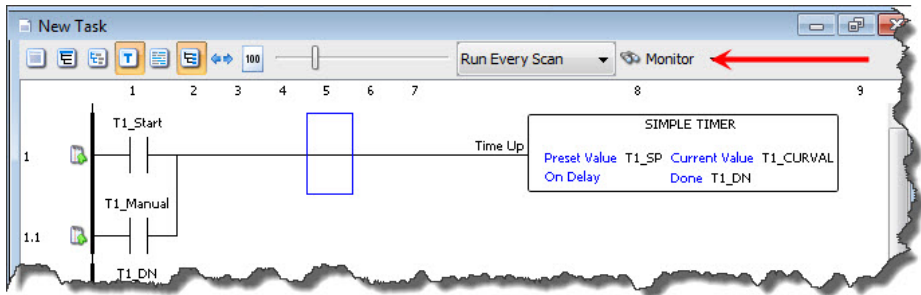 New Task
100 Run Every Scan Monitor
1 2 3 4 5 6 7 8 9
T1_Start SIMPLE TIMER
1 Time Up Preset Value T1_SP Current Value T1_CURVAL
On Delay Done T1_DN
T1_Manual
1.1
T1_DN